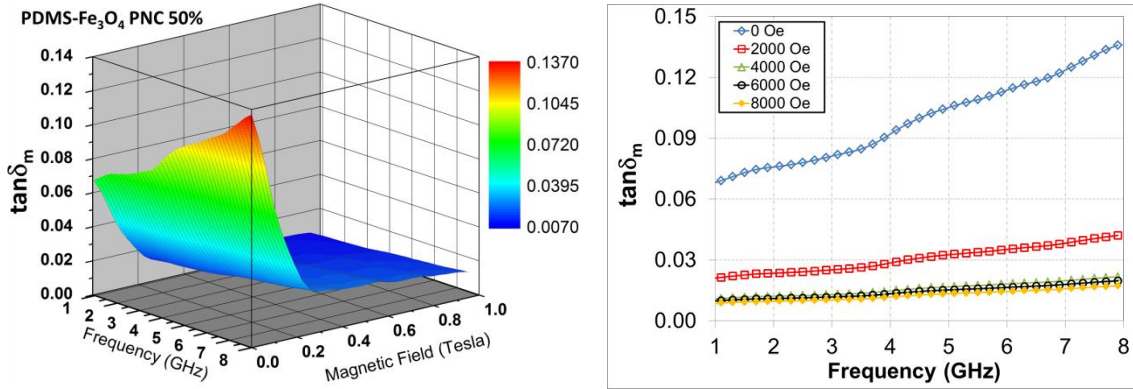 PDMS-Fe₃O₄ PNC 50%
0.14
0.12
0.10
0.08
0.06
0.04
0.02
0.00
tanδm
1
2
3
4
5
6
7
8
Frequency (GHz)
0.0
0.2
0.4
0.6
0.8
1.0
Magnetic Field (Tesla)
0.1370
0.1045
0.0720
0.0395
0.0070
0.15
0.12
0.09
0.06
0.03
0.00
tanδm
0 Oe
2000 Oe
4000 Oe
6000 Oe
8000 Oe
1 2 3 4 5 6 7 8
Frequency (GHz)